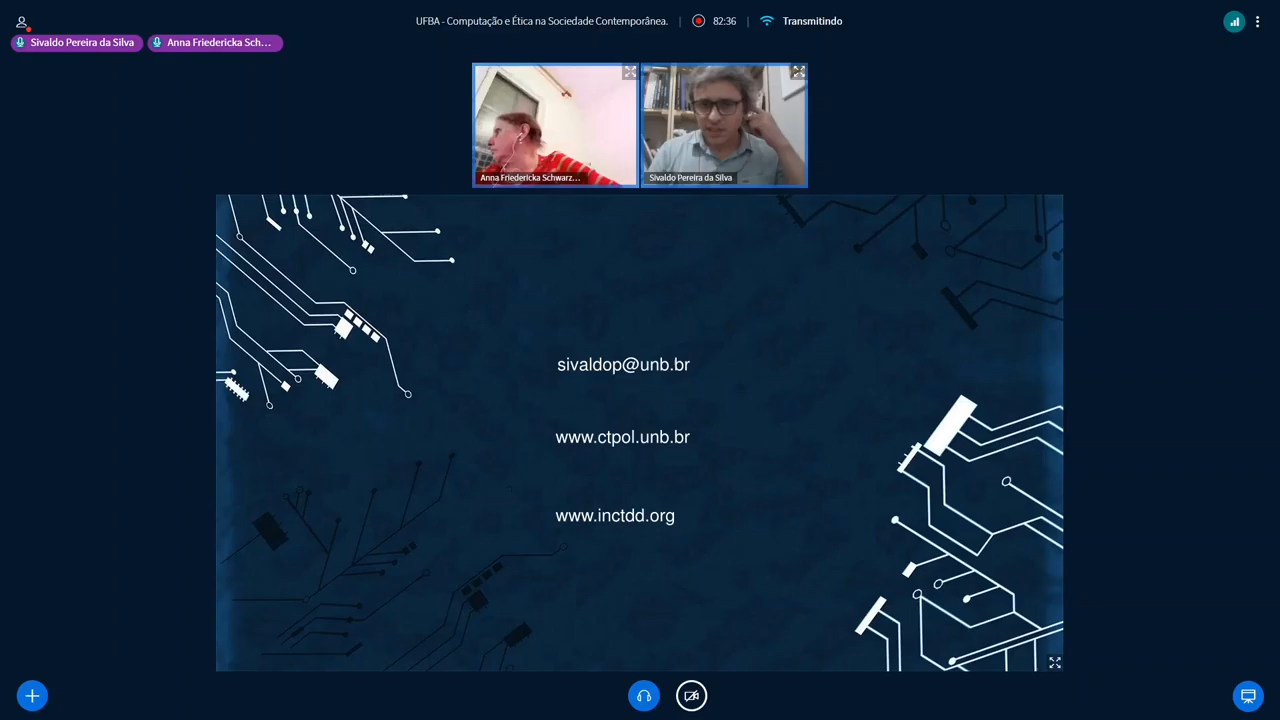 UFBA - Computação e Ética na Sociedade Contemporânea.
82:36
Transmitindo
Sivaldo Pereira da Silva
Anna Friedericka Sch...
Anna Friedericka Schwarz...
Sivaldo Pereira da Silva
sivaldop@unb.br
www.ctpol.unb.br
www.inctdd.org